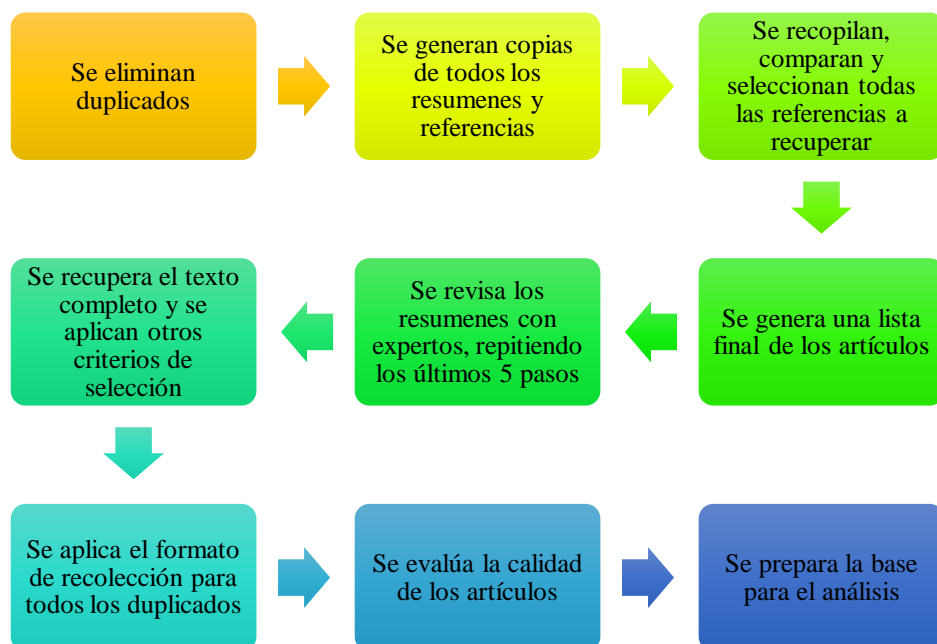 Se eliminan
duplicados
Se generan copias
de todos los
resumenes y
referencias
Se recopilan,
comparan y
seleccionan todas
las referencias a
recuperar
Se genera una lista
final de los artículos
Se revisa los
resumenes con
expertos, repitiendo
los últimos 5 pasos
Se recupera el texto
completo y se
aplican otros
criterios de
selección
Se aplica el formato
de recolección para
todos los duplicados
Se evalúa la calidad
de los artículos
Se prepara la base
para el análisis